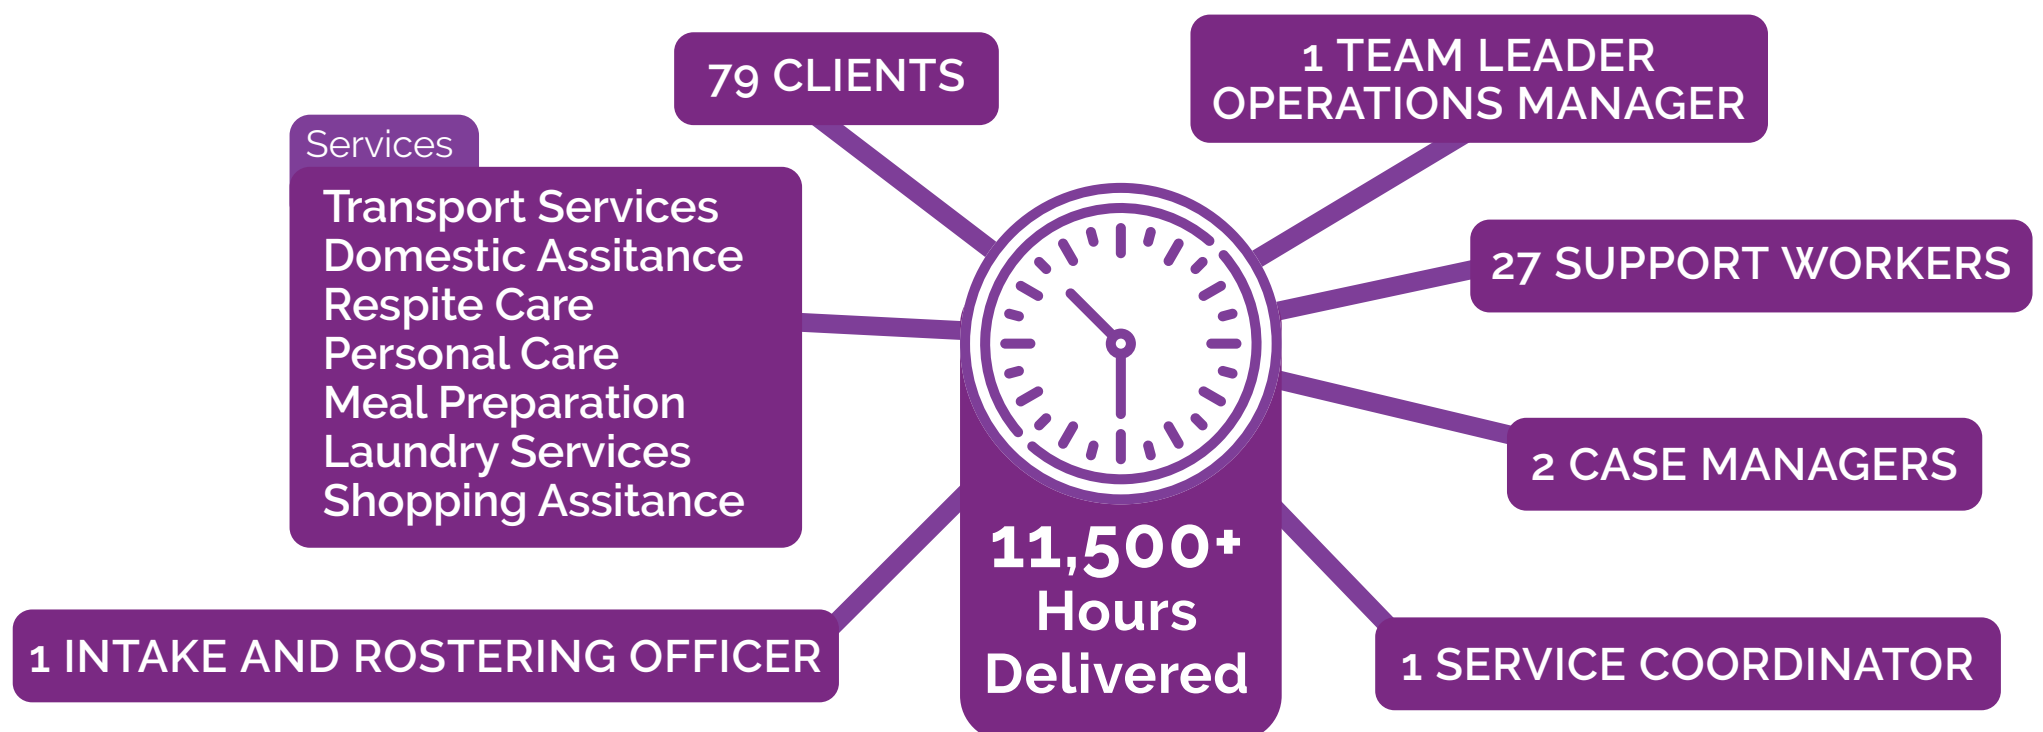 79 CLIENTS
1 TEAM LEADER
OPERATIONS MANAGER
Services
Transport Services
Domestic Assitance
Respite Care
Personal Care
Meal Preparation
Laundry Services
Shopping Assitance
27 SUPPORT WORKERS
2 CASE MANAGERS
11,500+
Hours
Delivered
1 INTAKE AND ROSTERING OFFICER
1 SERVICE COORDINATOR